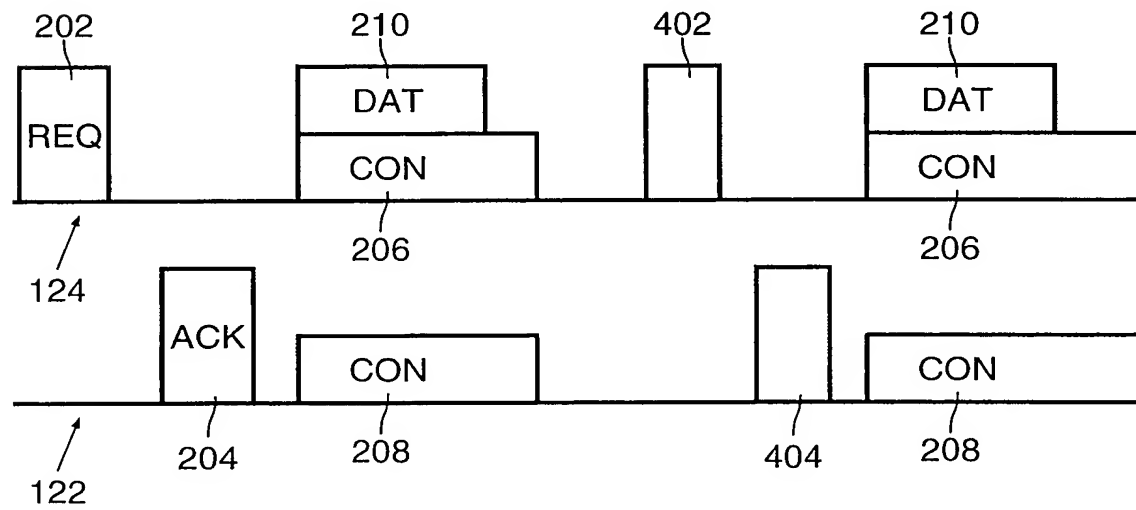 202 210 402 210
DAT DAT
REQ
CON CON
206 206
124
ACK
CON CON
204 208 404 208
122